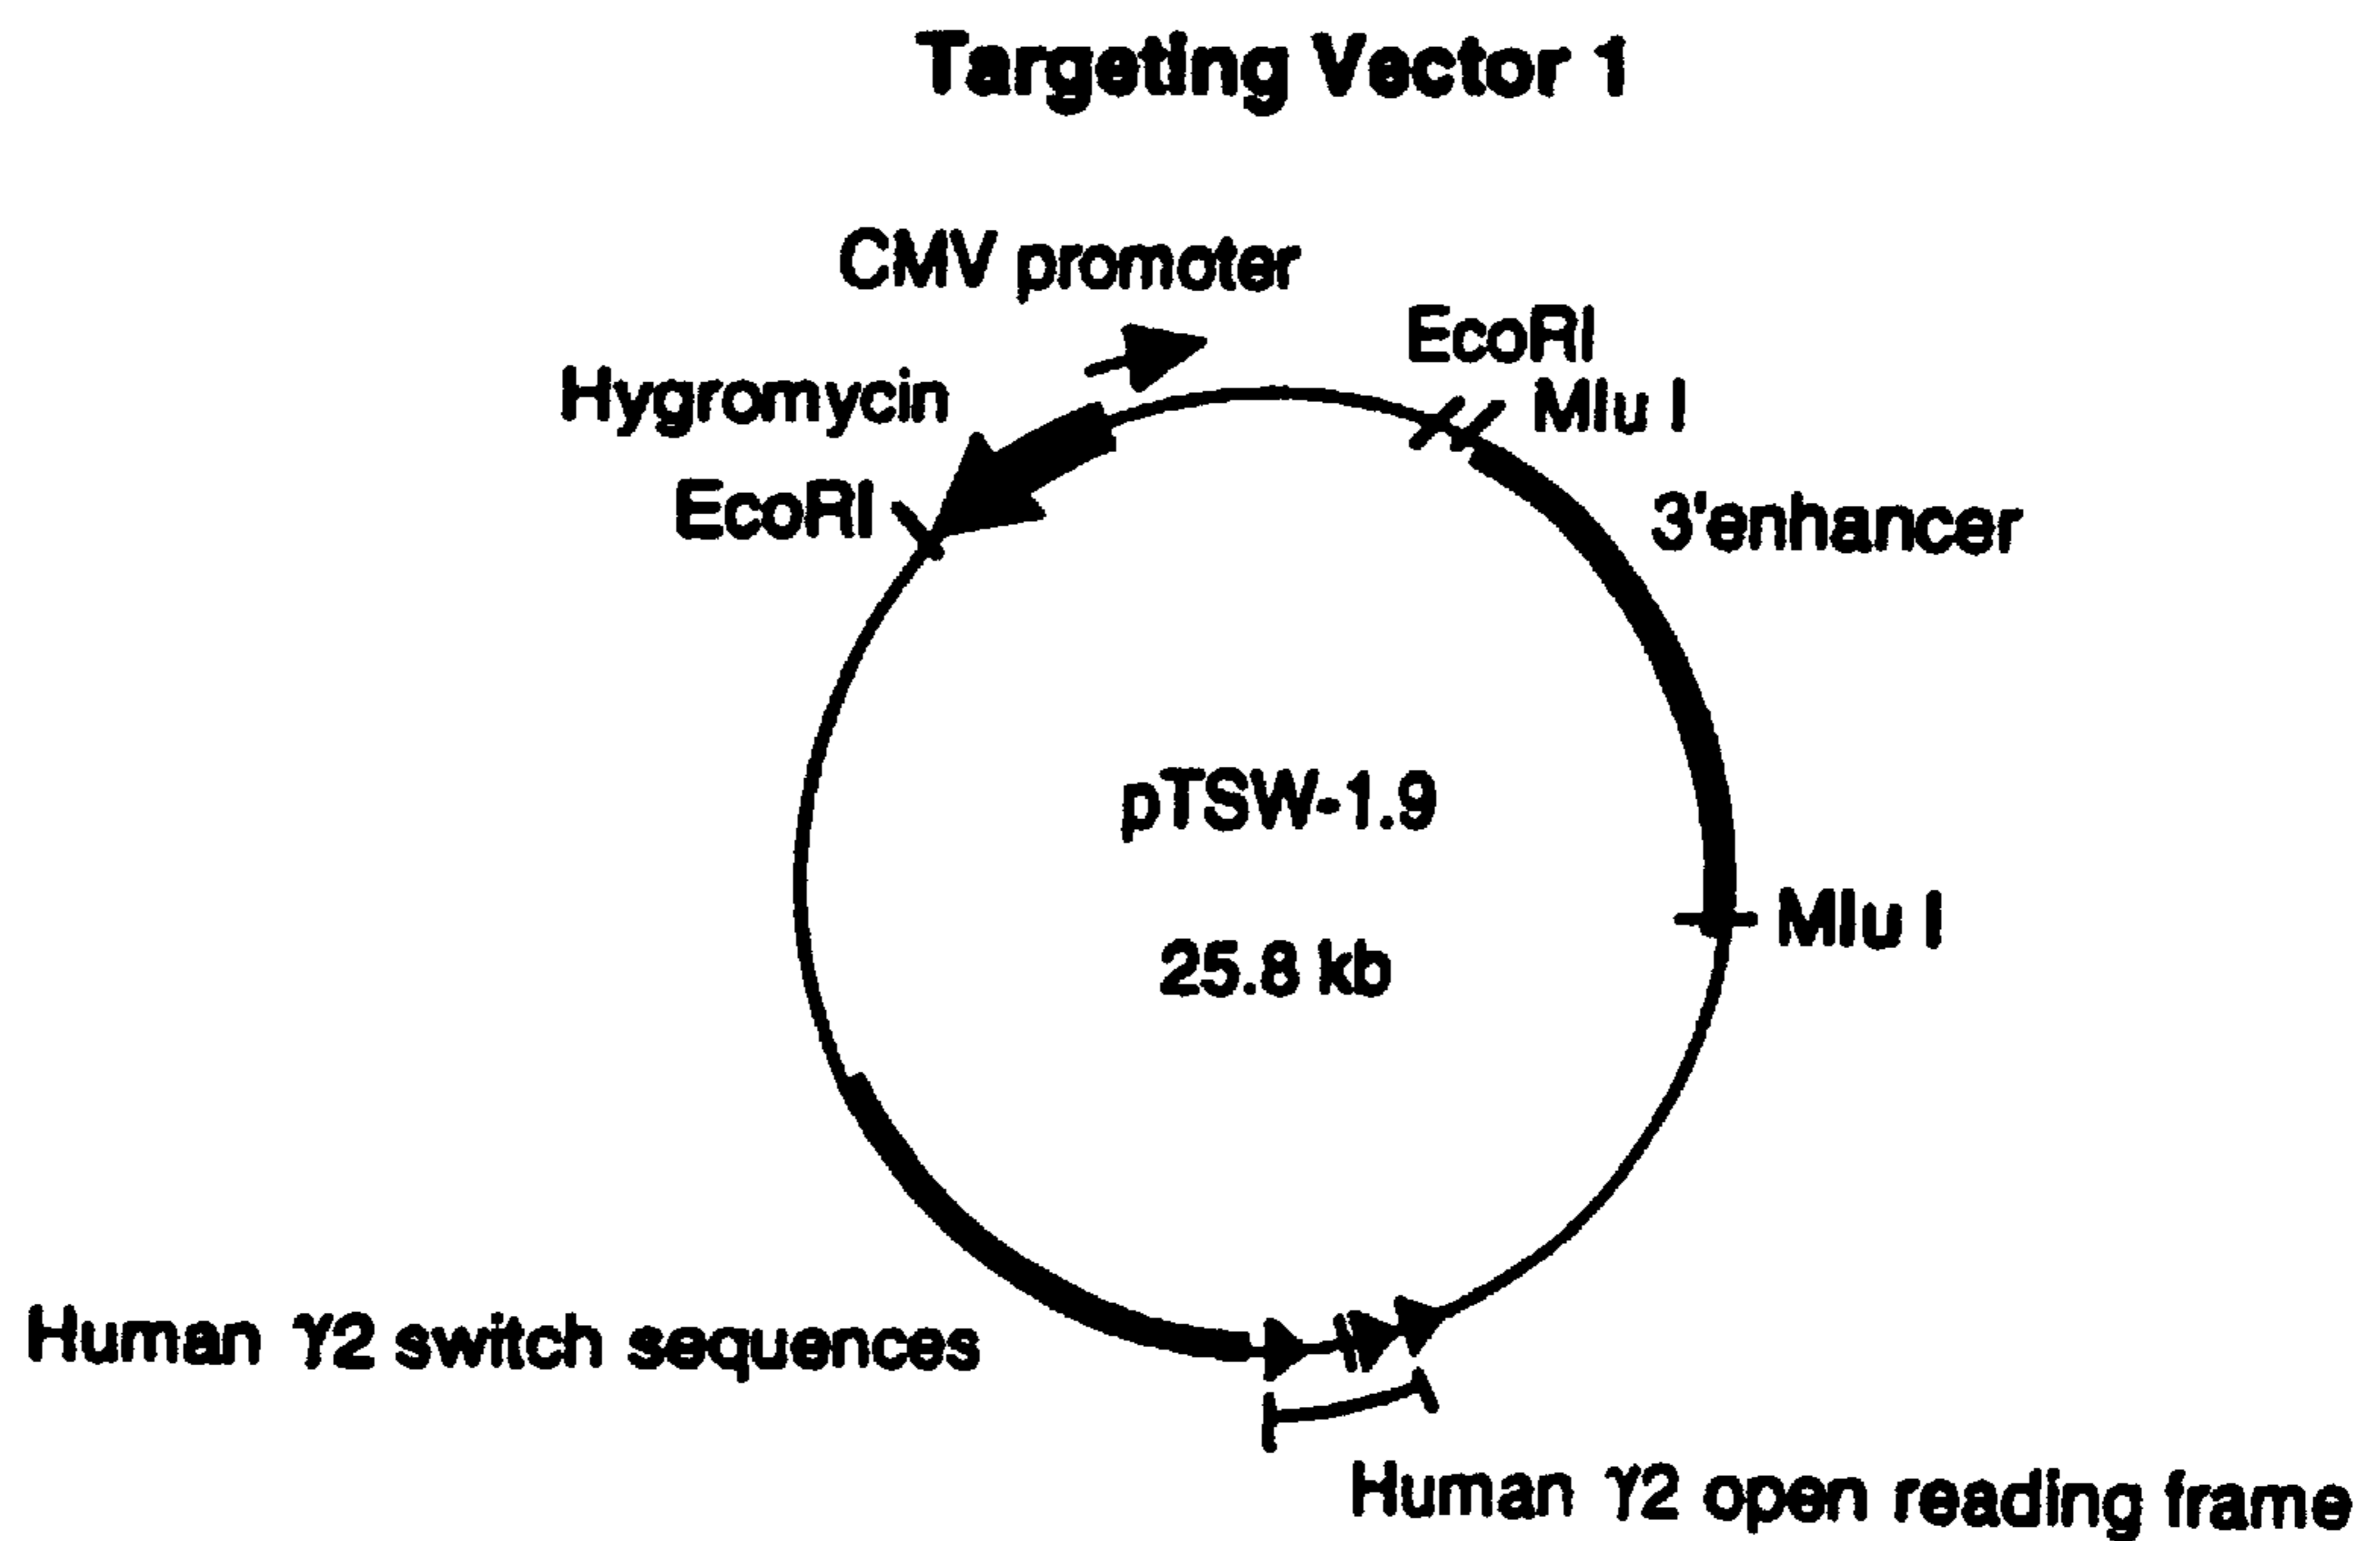 Targeting Vector 1
CMV promoter
EcoRI
Hygromycin
Mlu I
EcoRI
3'enhancer
pTSW-1.9
Mlu I
25.8 kb
Human γ2 switch sequences
Human γ2 open reading frame